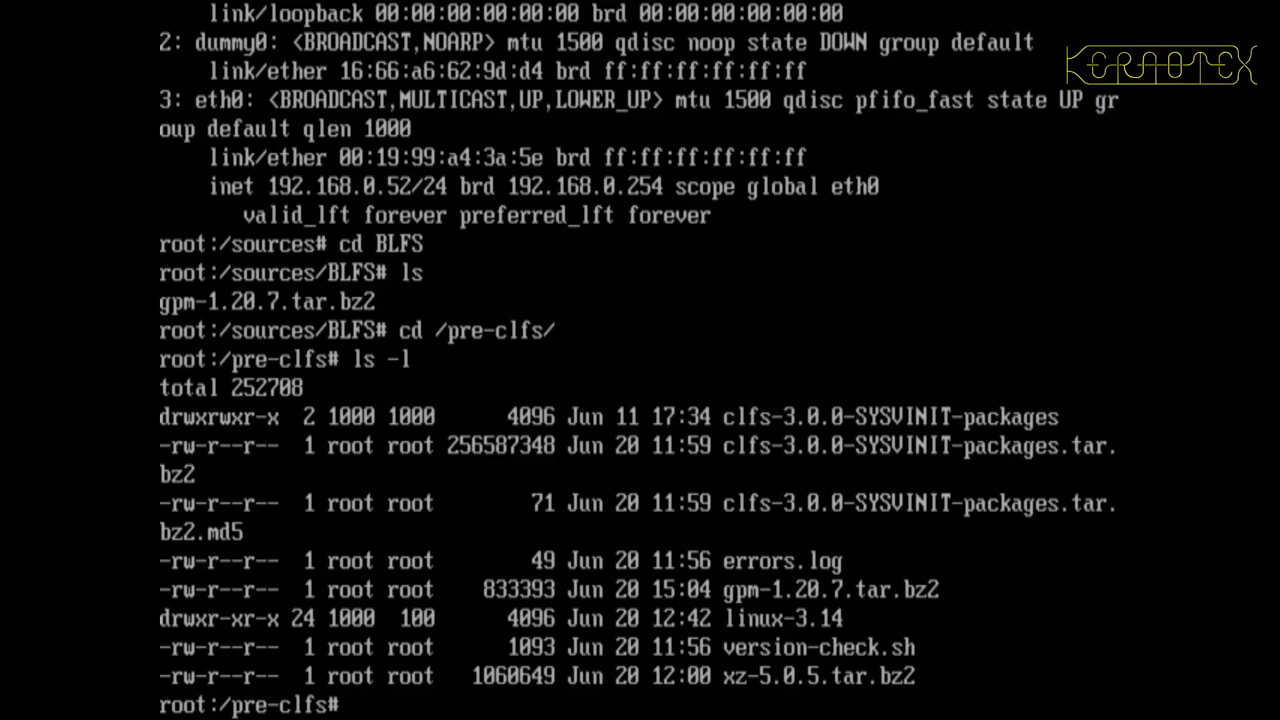 link/loopback 00:00:00:00:00:00 brd 00:00:00:00:00:00
2: dummy0: <BROADCAST,NOARP> mtu 1500 qdisc noop state DOWN group default
link/ether 16:66:a6:62:9d:d4 brd ff:ff:ff:ff:ff:ff
3: eth0: <BROADCAST,MULTICAST,UP,LOWER_UP> mtu 1500 qdisc pfifo_fast state UP gr
oup default qlen 1000
link/ether 00:19:99:a4:3a:5e brd ff:ff:ff:ff:ff:ff
inet 192.168.0.52/24 brd 192.168.0.254 scope global eth0
valid_lft forever preferred_lft forever
root:/sources# cd BLFS
root:/sources/BLFS# ls
gpm-1.20.7.tar.bz2
root:/sources/BLFS# cd /pre-clfs/
root:/pre-clfs# ls -l
total 252708
drwxrwxr-x  2 1000 1000      4096 Jun 11 17:34 clfs-3.0.0-SYSVINIT-packages
-rw-r--r--  1 root root 256587348 Jun 20 11:59 clfs-3.0.0-SYSVINIT-packages.tar.
bz2
-rw-r--r--  1 root root        71 Jun 20 11:59 clfs-3.0.0-SYSVINIT-packages.tar.
bz2.md5
-rw-r--r--  1 root root        49 Jun 20 11:56 errors.log
-rw-r--r--  1 root root    833393 Jun 20 15:04 gpm-1.20.7.tar.bz2
drwxr-xr-x 24 1000  100      4096 Jun 20 12:42 linux-3.14
-rw-r--r--  1 root root      1093 Jun 20 11:56 version-check.sh
-rw-r--r--  1 root root   1060649 Jun 20 12:00 xz-5.0.5.tar.bz2
root:/pre-clfs#